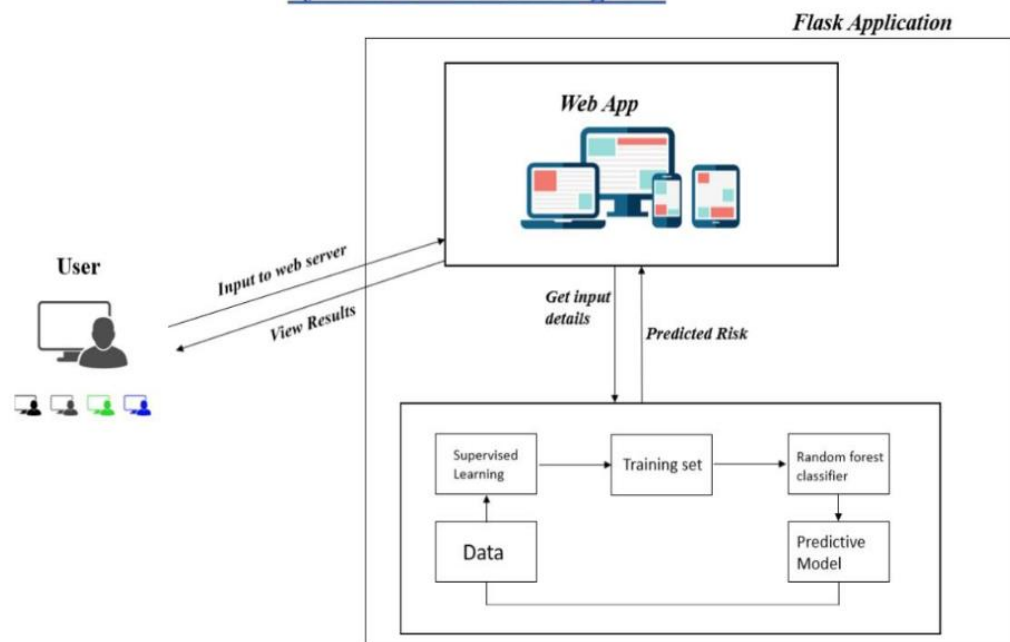 Flask Application
Web App
User
Input to web server
View Results
Get input
details
Predicted Risk
Supervised
Learning
Training set
Random forest
classifier
Data
Predictive
Model